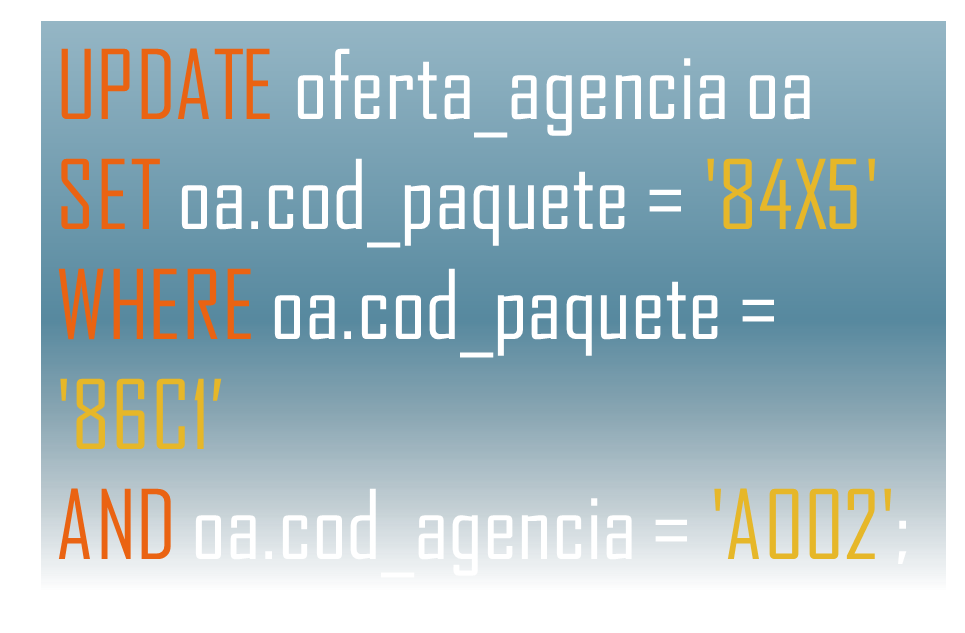 UPDATE oferta_agencia oa
SET oa.cod_paquete = '84X5'
WHERE oa.cod_paquete =
'86C1’
AND oa.cod_agencia = 'A002';